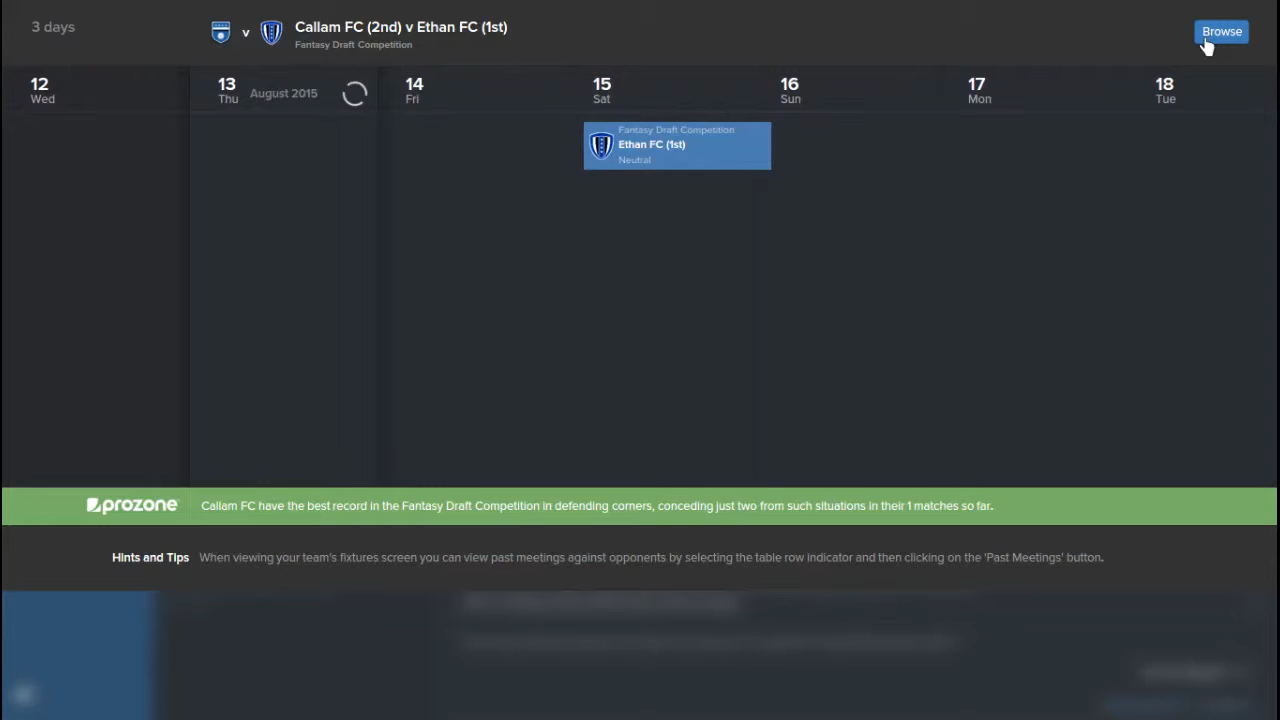 3 days
v
Callam FC (2nd) v Ethan FC (1st)
Fantasy Draft Competition
Browse
12
Wed
13
Thu
August 2015
14
Fri
15
Sat
16
Sun
17
Mon
18
Tue
Fantasy Draft Competition
Ethan FC (1st)
Neutral
prozone
Callam FC have the best record in the Fantasy Draft Competition in defending corners, conceding just two from such situations in their 1 matches so far.
Hints and Tips
When viewing your team's fixtures screen you can view past meetings against opponents by selecting the table row indicator and then clicking on the 'Past Meetings' button.